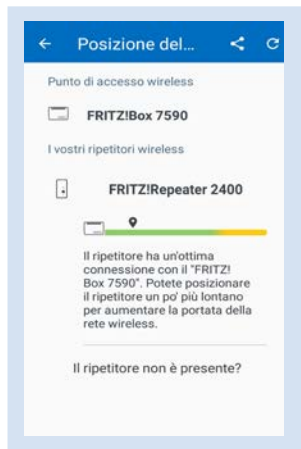 Posizione del...
Punto di accesso wireless
FRITZ!Box 7590
I vostri ripetitori wireless
FRITZ!Repeater 2400
Il ripetitore ha un'ottima
connessione con il "FRITZ!
Box 7590". Potete posizionare
il ripetitore un po' più lontano
per aumentare la portata della
rete wireless.
Il ripetitore non è presente?